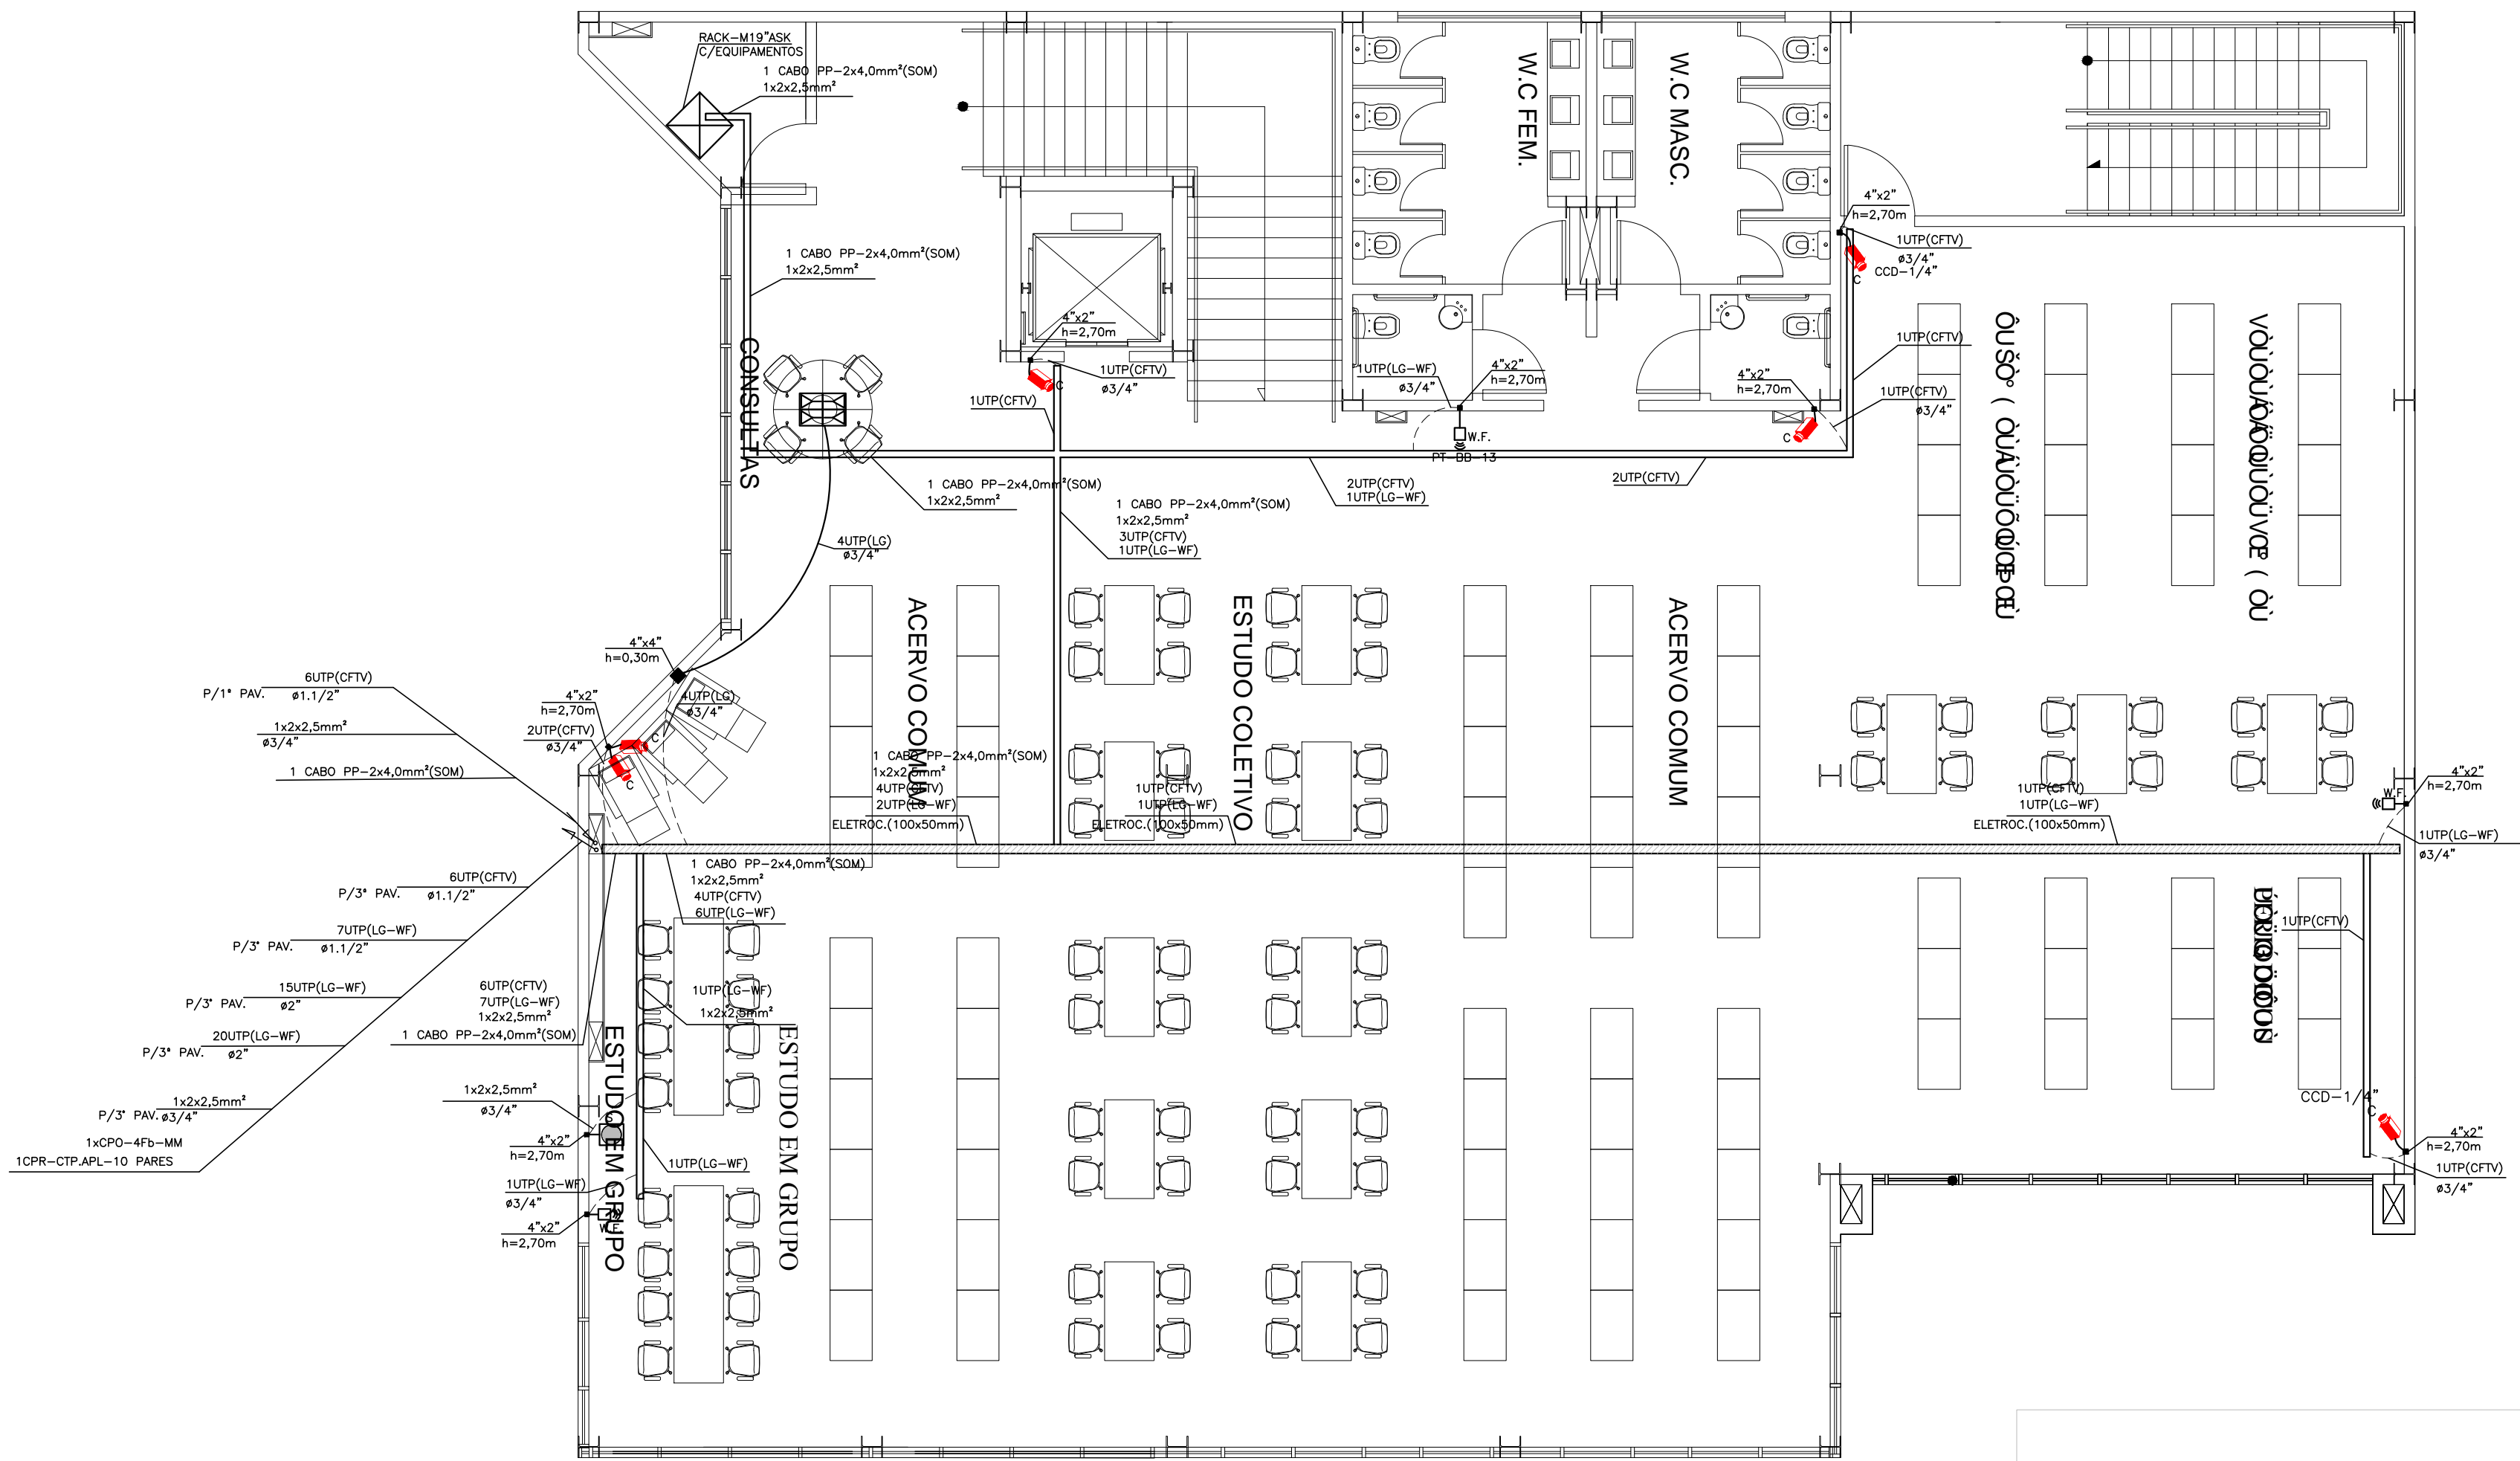 RACK-M19"ASK
C/EQUIPAMENTOS
1 CABO PP-2x4,0mm²(SOM)
1x2x2,5mm²
W.C FEM.
W.C MASC.
4"x2"
h=2,70m
1UTP(CFTV)
ø3/4"
CCD-1/4"
C
1 CABO PP-2x4,0mm²(SOM)
1x2x2,5mm²
4"x2"
h=2,70m
1UTP(CFTV)
ø3/4"
C
1UTP(CFTV)
CONSULTAS
1UTP(LG-WF)
ø3/4"
4"x2"
h=2,70m
W.F.
PT-BB-13
4"x2"
h=2,70m
C
1UTP(CFTV)
1UTP(CFTV)
ø3/4"
1 CABO PP-2x4,0mm²(SOM)
1x2x2,5mm²
1 CABO PP-2x4,0mm²(SOM)
1x2x2,5mm²
3UTP(CFTV)
1UTP(LG-WF)
2UTP(CFTV)
1UTP(LG-WF)
2UTP(CFTV)
4UTP(LG)
ø3/4"
ACERVO COMUM
ESTUDO COLETIVO
ACERVO COMUM
4"x4"
h=0,30m
4"x2"
h=2,70m
2UTP(CFTV)
ø3/4"
4UTP(LG)
ø3/4"
C
C
6UTP(CFTV)
P/1° PAV.
ø1.1/2"
1x2x2,5mm²
ø3/4"
1 CABO PP-2x4,0mm²(SOM)
1 CABO PP-2x4,0mm²(SOM)
1x2x2,5mm²
4UTP(CFTV)
2UTP(LG-WF)
ELETROC.(100x50mm)
1UTP(CFTV)
1UTP(LG-WF)
ELETROC.(100x50mm)
1UTP(CFTV)
1UTP(LG-WF)
ELETROC.(100x50mm)
W.F.
4"x2"
h=2,70m
1UTP(LG-WF)
ø3/4"
1 CABO PP-2x4,0mm²(SOM)
1x2x2,5mm²
4UTP(CFTV)
6UTP(LG-WF)
6UTP(CFTV)
P/3° PAV.
ø1.1/2"
7UTP(LG-WF)
P/3° PAV.
ø1.1/2"
15UTP(LG-WF)
P/3° PAV.
ø2"
20UTP(LG-WF)
P/3° PAV.
ø2"
1x2x2,5mm²
P/3° PAV.
ø3/4"
1xCPO-4Fb-MM
1CPR-CTP.APL-10 PARES
6UTP(CFTV)
7UTP(LG-WF)
1x2x2,5mm²
1 CABO PP-2x4,0mm²(SOM)
1UTP(LG-WF)
1x2x2,5mm²
ESTUDO EM GRUPO
ESTUDO EM GRUPO
1x2x2,5mm²
ø3/4"
S
4"x2"
h=2,70m
1UTP(LG-WF)
1UTP(LG-WF)
ø3/4"
4"x2"
h=2,70m
W.F.
1UTP(CFTV)
CCD-1/4"
C
4"x2"
h=2,70m
1UTP(CFTV)
ø3/4"